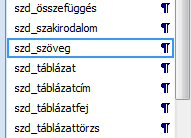 szd_összefüggés ¶
szd_szakirodalom ¶
szd_szöveg ¶
szd_táblázat ¶
szd_táblázatcím ¶
szd_táblázatfej ¶
szd_táblázattörzs ¶